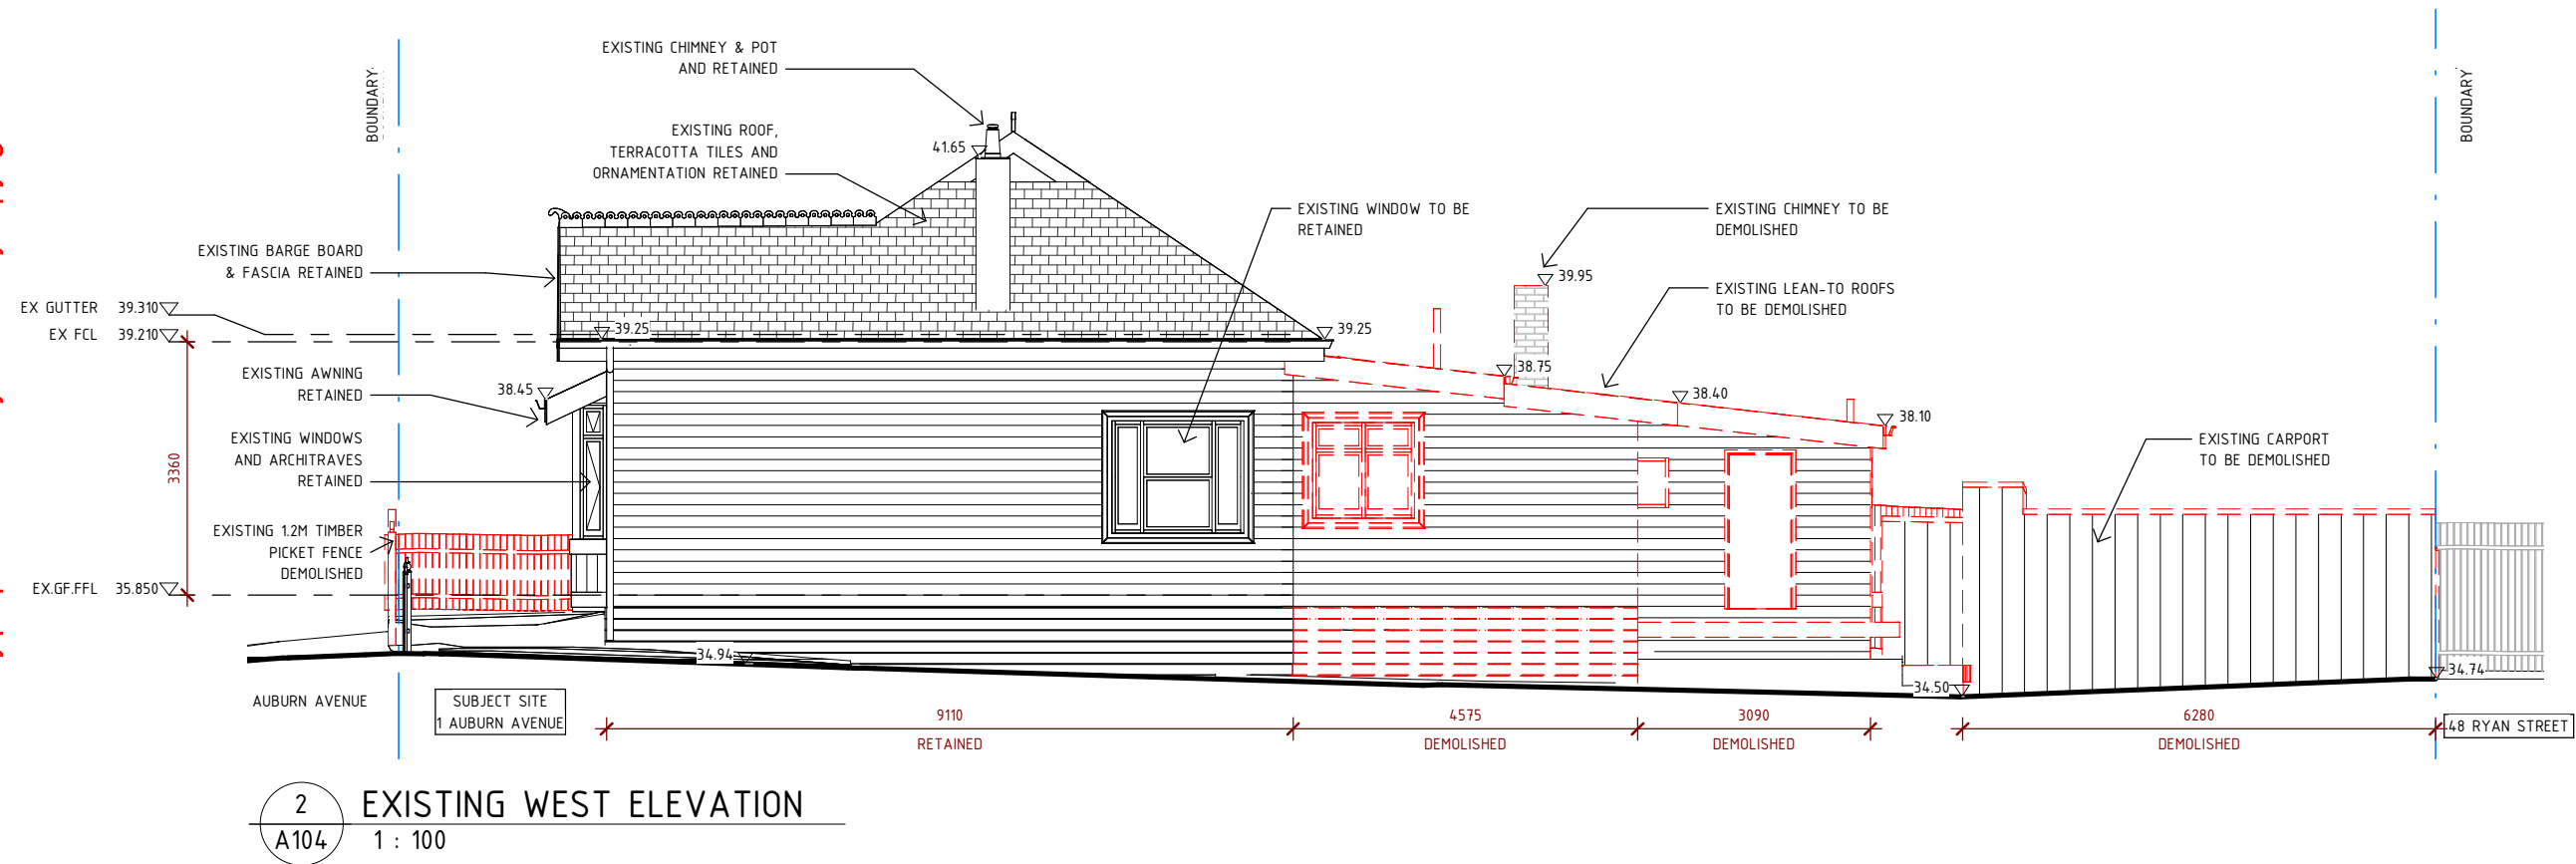 EXISTING CHIMNEY & POT
AND RETAINED
BOUNDARY
BOUNDARY
EXISTING ROOF,
TERRACOTTA TILES AND
ORNAMENTATION RETAINED
41.65
EXISTING WINDOW TO BE
RETAINED
EXISTING CHIMNEY TO BE
DEMOLISHED
EXISTING BARGE BOARD
& FASCIA RETAINED
39.95
EXISTING LEAN-TO ROOFS
TO BE DEMOLISHED
EX GUTTER 39.310
EX FCL 39.210
39.25
39.25
EXISTING AWNING
RETAINED
38.45
38.75
38.40
38.10
EXISTING WINDOWS
AND ARCHITRAVES
RETAINED
3360
EXISTING CARPORT
TO BE DEMOLISHED
EXISTING 1.2M TIMBER
PICKET FENCE
DEMOLISHED
EX.GF.FFL 35.850
34.94
34.50
34.74
AUBURN AVENUE
SUBJECT SITE
1 AUBURN AVENUE
9110
RETAINED
4575
DEMOLISHED
3090
DEMOLISHED
6280
DEMOLISHED
48 RYAN STREET
2
A104
EXISTING WEST ELEVATION
1 : 100